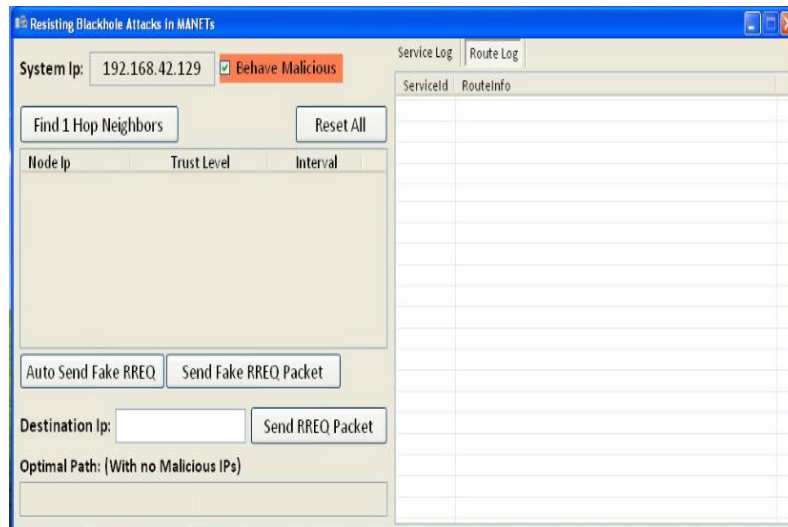 Resisting Blackhole Attacks in MANETs
System Ip: 192.168.42.129 Behave Malicious
Find 1 Hop Neighbors Reset All
Node Ip Trust Level Interval
Auto Send Fake RREQ Send Fake RREQ Packet
Destination Ip: Send RREQ Packet
Optimal Path: (With no Malicious IPs)
Service Log Route Log
ServiceId RouteInfo